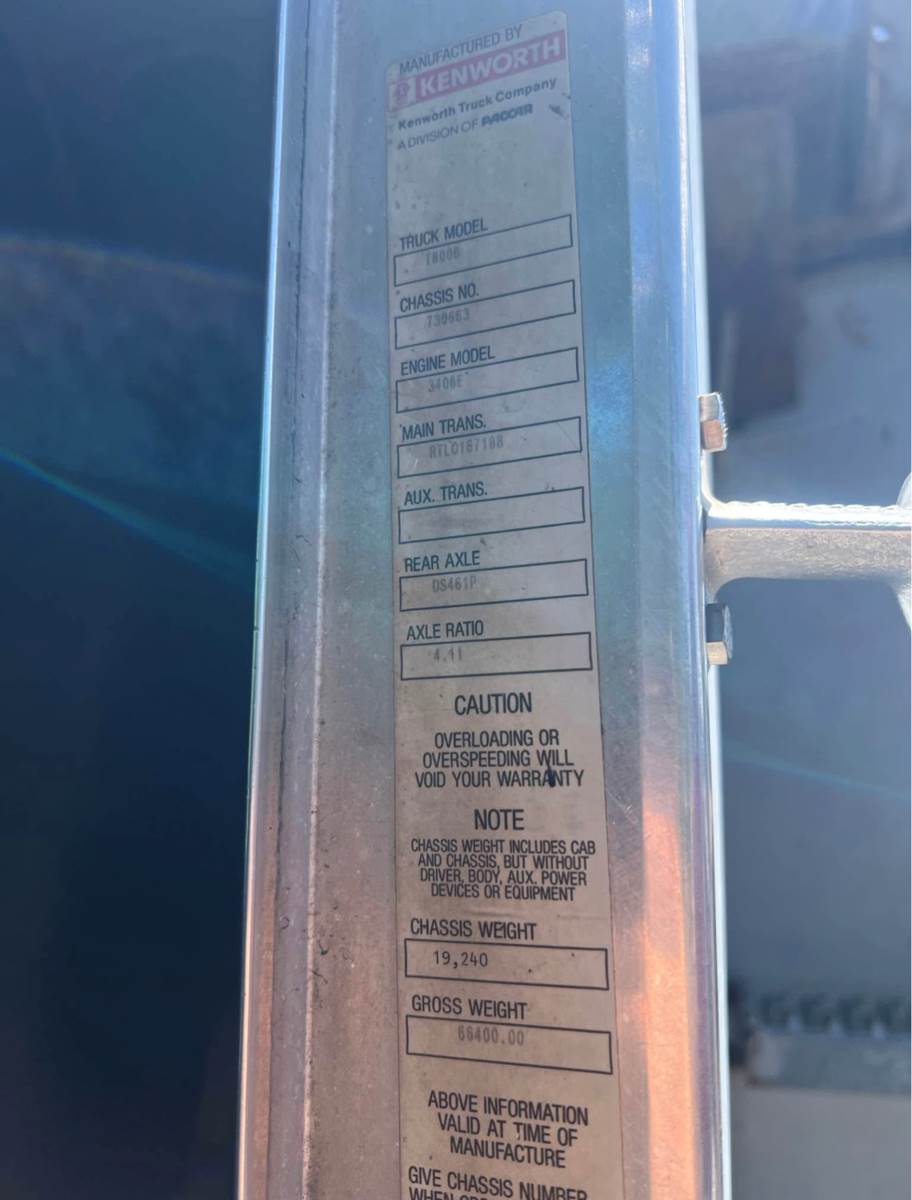 MANUFACTURED BY
KENWORTH
Kenworth Truck Company
A DIVISION OF PACCAR
TRUCK MODEL
CHASSIS NO.
730663
ENGINE MODEL
3406E
MAIN TRANS.
AUX. TRANS.
REAR AXLE
DS461P
AXLE RATIO
4.11
CAUTION
OVERLOADING OR
OVERSPEEDING WILL
VOID YOUR WARRANTY
NOTE
CHASSIS WEIGHT INCLUDES CAB
AND CHASSIS, BUT WITHOUT
DRIVER, BODY, AUX. POWER
DEVICES OR EQUIPMENT
CHASSIS WEIGHT
19,240
GROSS WEIGHT
66400.00
ABOVE INFORMATION
VALID AT TIME OF
MANUFACTURE
GIVE CHASSIS NUMBER
WHEN